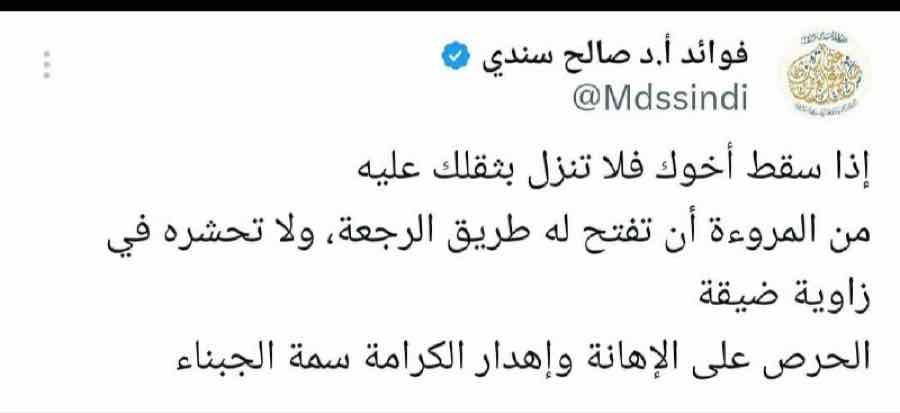 فوائد أ.د صالح سندي
@Mdssindi
إذا سقط أخوك فلا تنزل بثقلك عليه
من المروءة أن تفتح له طريق الرجعة، ولا تحشره في
زاوية ضيقة
الحرص على الإهانة وإهدار الكرامة سمة الجبناء